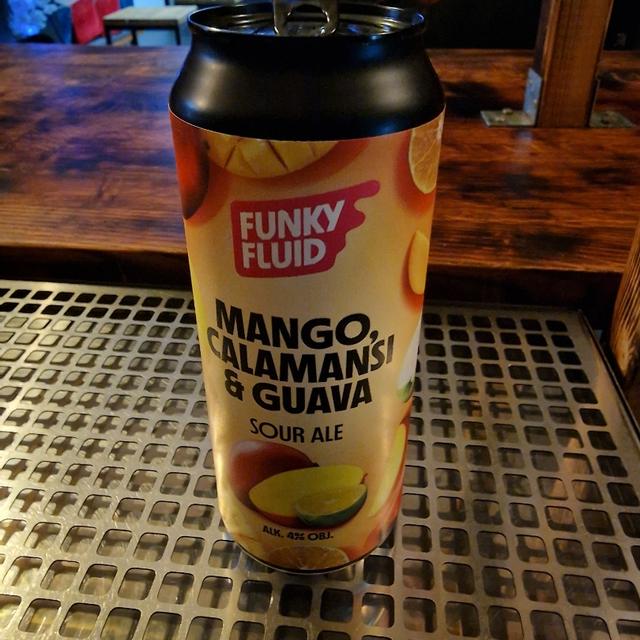 FUNKY
FLUID
MANGO,
CALAMANSI
& GUAVA
SOUR ALE
ALK. 4% OBJ.